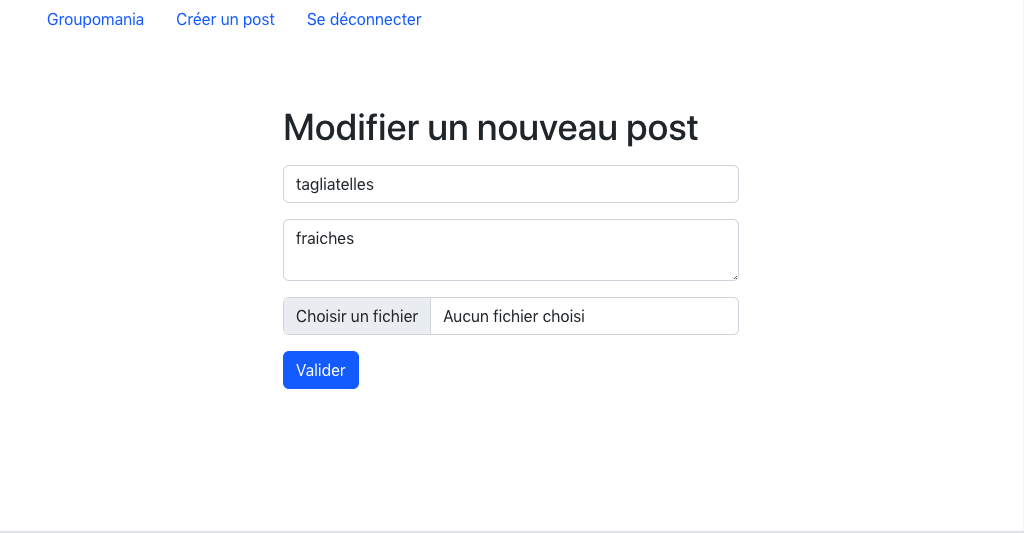 Groupomania Créer un post Se déconnecter
Modifier un nouveau post
tagliatelles
fraiches
Choisir un fichier Aucun fichier choisi
Valider